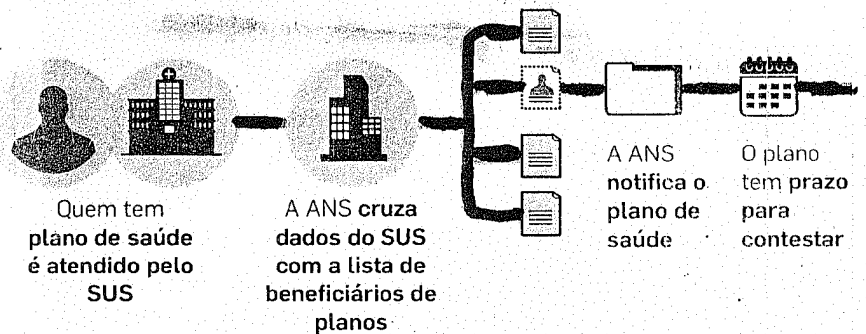 Quem tem
plano de saúde
é atendido pelo
SUS
A ANS cruza
dados do SUS
com a lista de
beneficiários de
planos
A ANS
notifica o
plano de
saúde
O plano
tem prazo
para
contestar